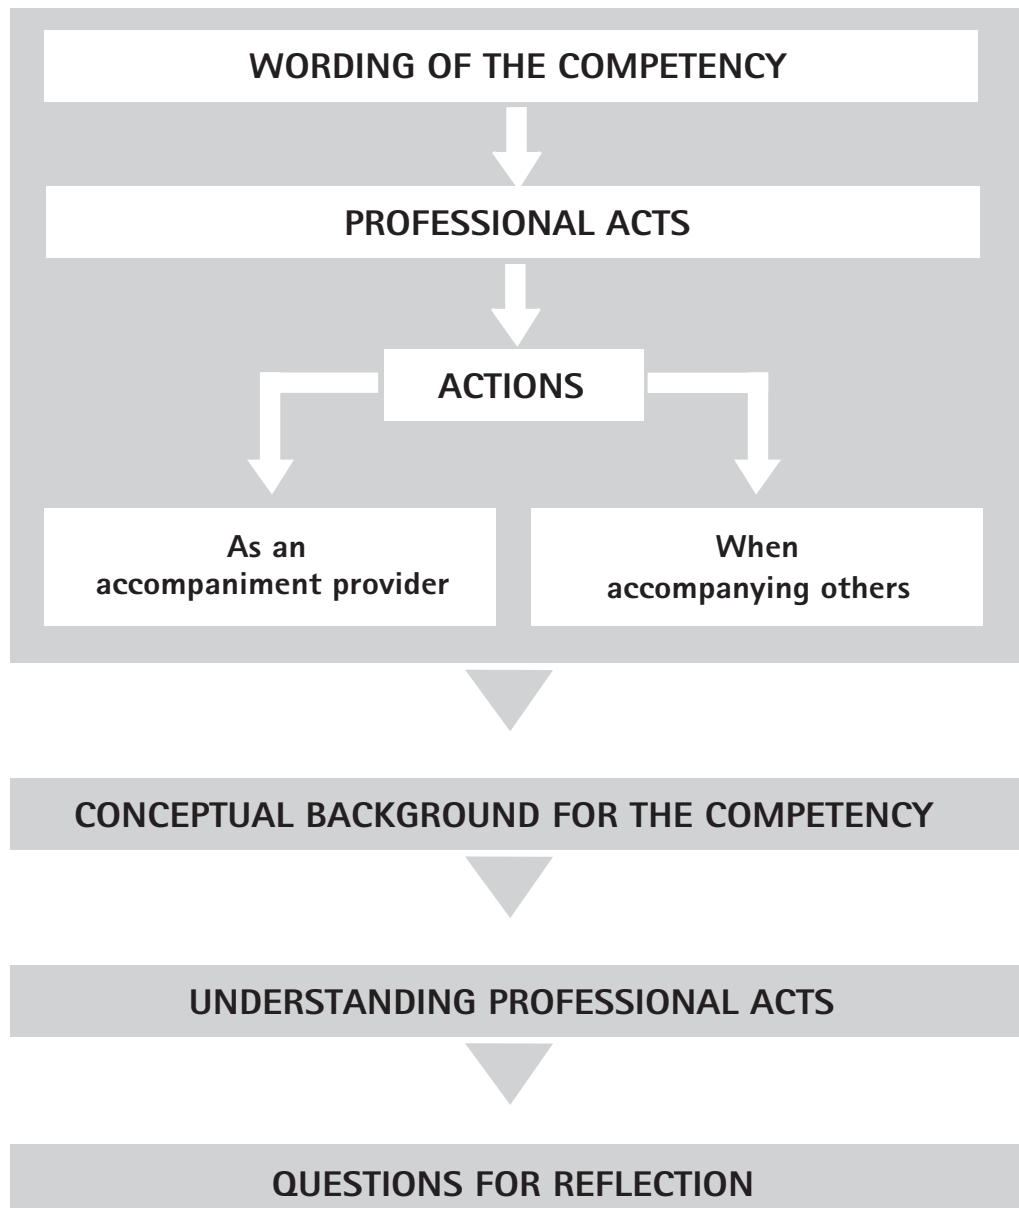 WORDING OF THE COMPETENCY
PROFESSIONAL ACTS
ACTIONS
As an
accompaniment provider
When
accompanying others
CONCEPTUAL BACKGROUND FOR THE COMPETENCY
UNDERSTANDING PROFESSIONAL ACTS
QUESTIONS FOR REFLECTION